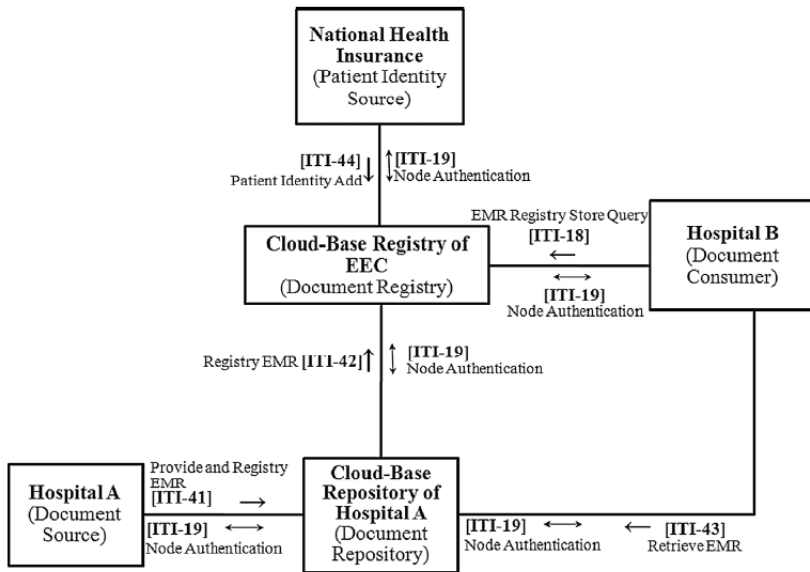 National Health
Insurance
(Patient Identity
Source)
[ITI-44]
Patient Identity Add
[ITI-19]
Node Authentication
EMR Registry Store Query
[ITI-18]
[ITI-19]
Node Authentication
Cloud-Base Registry of
EEC
(Document Registry)
Hospital B
(Document
Consumer)
Registry EMR [ITI-42]
[ITI-19]
Node Authentication
Hospital A
(Document
Source)
Provide and Registry
EMR
[ITI-41]
[ITI-19]
Node Authentication
Cloud-Base
Repository of
Hospital A
(Document
Repository)
[ITI-19]
Node Authentication
[ITI-43]
Retrieve EMR